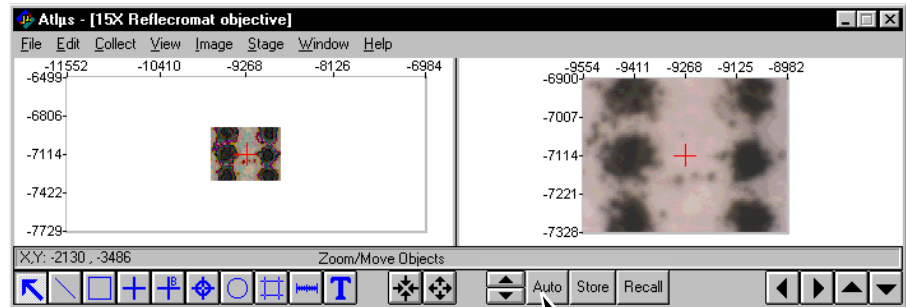 Atlµs - [15X Reflecromat objective]
File Edit Collect View Image Stage Window Help
-11552 -10410 -9268 -8126 -6984
-6499
-6806
-7114
-7422
-7729
-9554 -9411 -9268 -9125 -8982
-6900
-7007
-7114
-7221
-7328
X,Y: -2130 , -3486 Zoom/Move Objects
B T Auto Store Recall